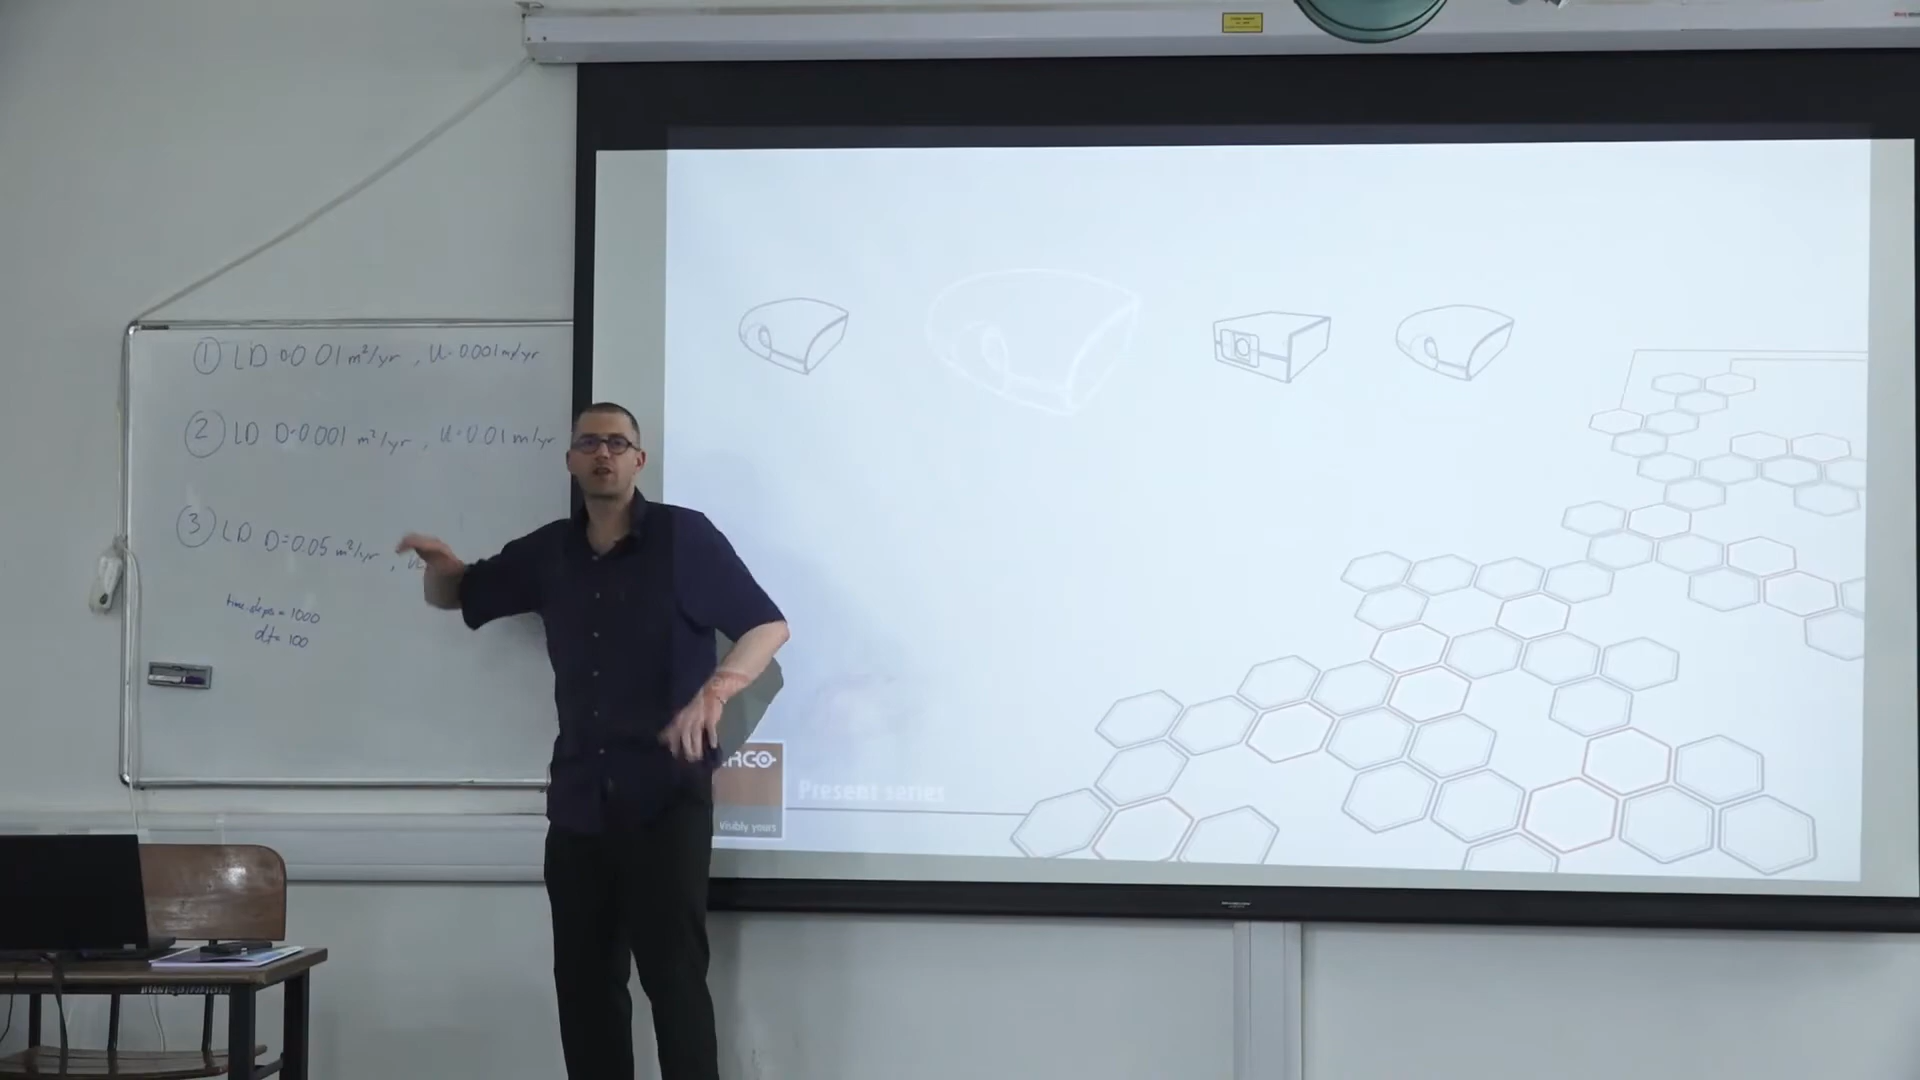 ① LD D=0.01 m²/yr , U=0.001 m/yr
② LD D=0.001 m²/yr , U=0.01 m/yr
③ LD D=0.05 m²/yr ,
time-steps = 1000
dt = 100
Present series
Visibly yours